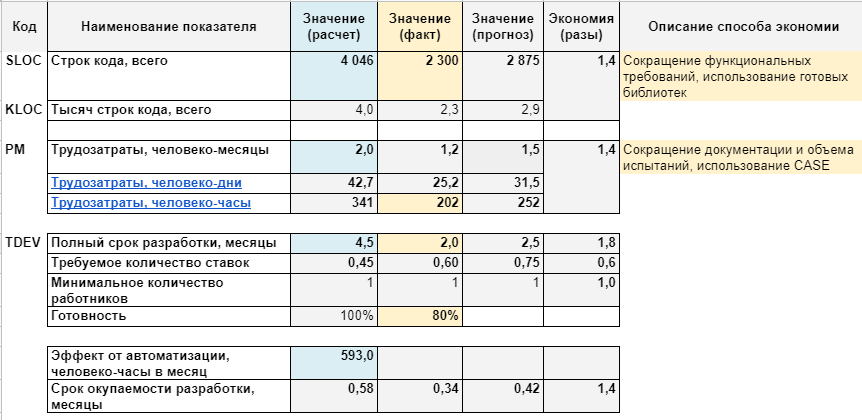 Код Наименование показателя Значение (расчет) Значение (факт) Значение (прогноз) Экономия (разы) Описание способа экономии
SLOC Строк кода, всего 4 046 2 300 2 875 1,4 Сокращение функциональных
требований, использование готовых
библиотек
KLOC Тысяч строк кода, всего 4,0 2,3 2,9
PM Трудозатраты, человеко-месяцы 2,0 1,2 1,5 1,4 Сокращение документации и объема
испытаний, использование CASE
Трудозатраты, человеко-дни 42,7 25,2 31,5
Трудозатраты, человеко-часы 341 202 252
TDEV Полный срок разработки, месяцы 4,5 2,0 2,5 1,8
Требуемое количество ставок 0,45 0,60 0,75 0,6
Минимальное количество
работников 1 1 1 1,0
Готовность 100% 80%
Эффект от автоматизации,
человеко-часы в месяц 593,0
Срок окупаемости разработки,
месяцы 0,58 0,34 0,42 1,4